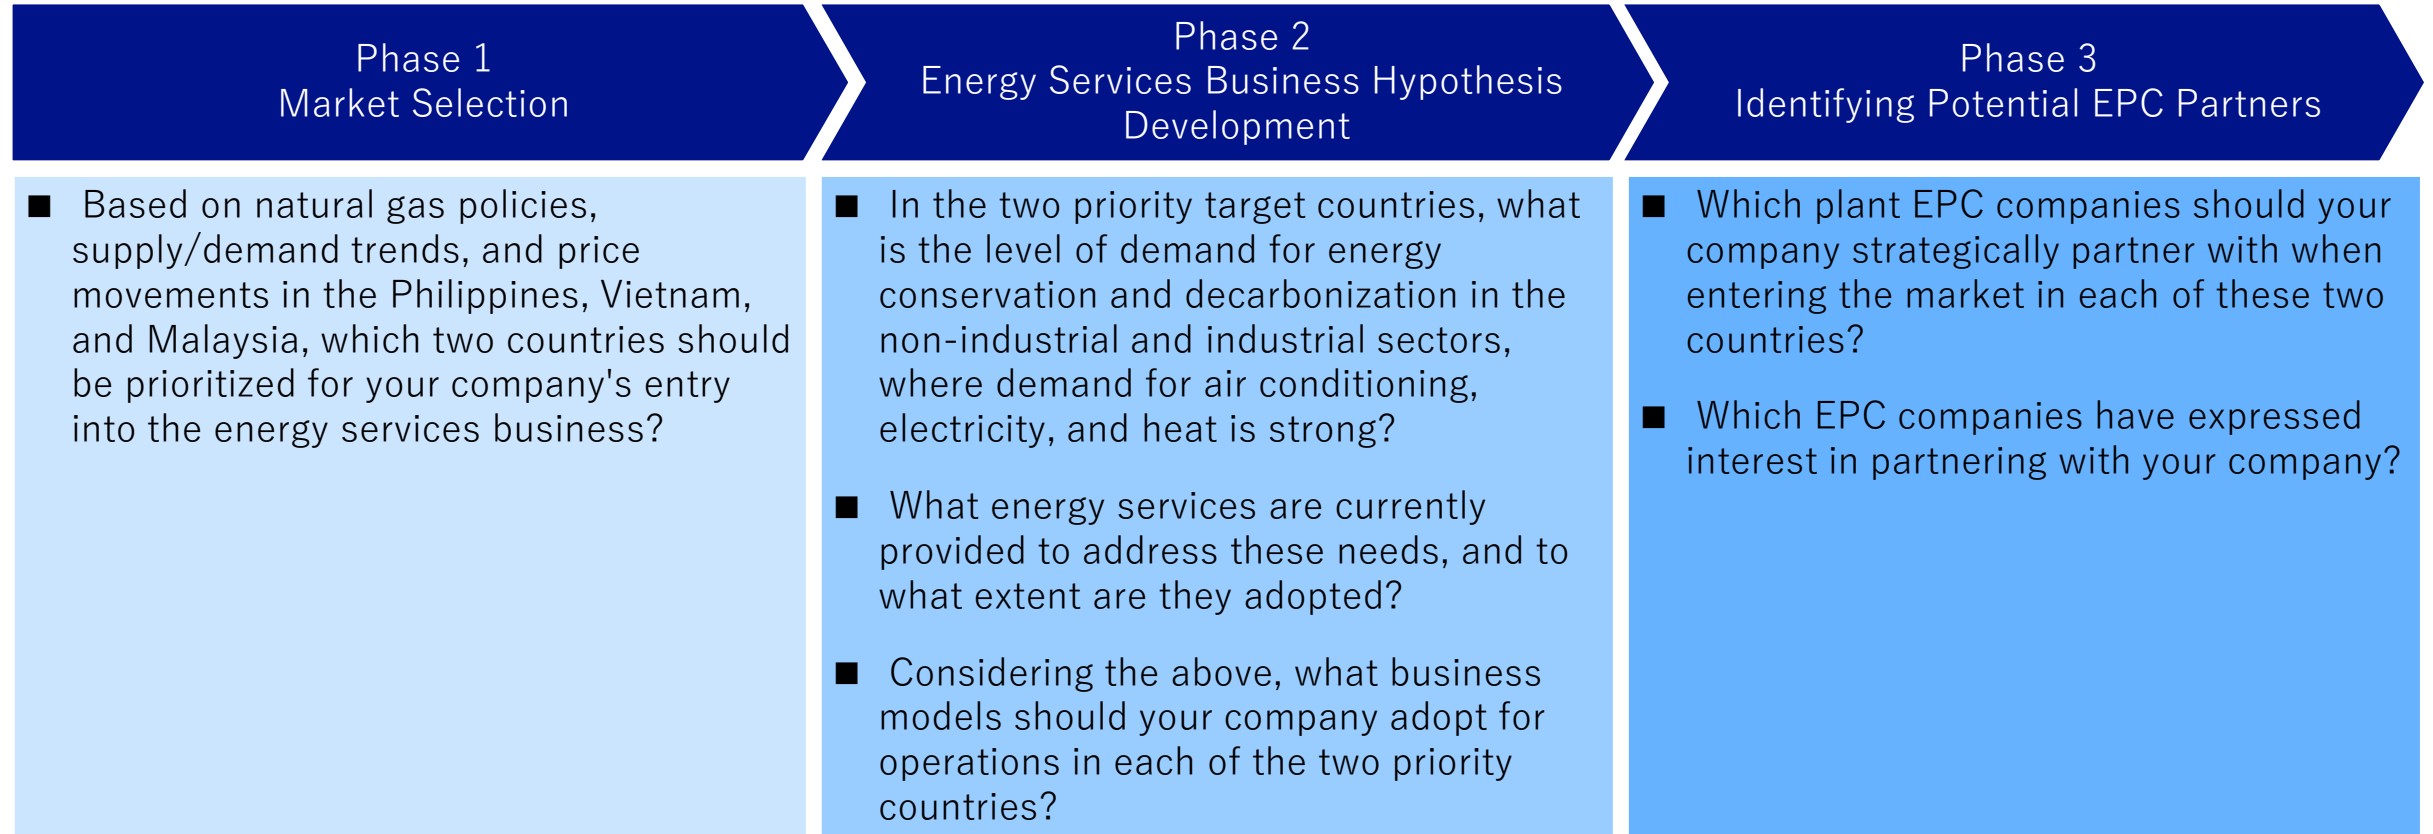 Phase 1
Market Selection
■ Based on natural gas policies,
supply/demand trends, and price
movements in the Philippines, Vietnam,
and Malaysia, which two countries should
be prioritized for your company's entry
into the energy services business?
Phase 2
Energy Services Business Hypothesis
Development
■ In the two priority target countries, what
is the level of demand for energy
conservation and decarbonization in the
non-industrial and industrial sectors,
where demand for air conditioning,
electricity, and heat is strong?
■ What energy services are currently
provided to address these needs, and to
what extent are they adopted?
■ Considering the above, what business
models should your company adopt for
operations in each of the two priority
countries?
Phase 3
Identifying Potential EPC Partners
■ Which plant EPC companies should your
company strategically partner with when
entering the market in each of these two
countries?
■ Which EPC companies have expressed
interest in partnering with your company?